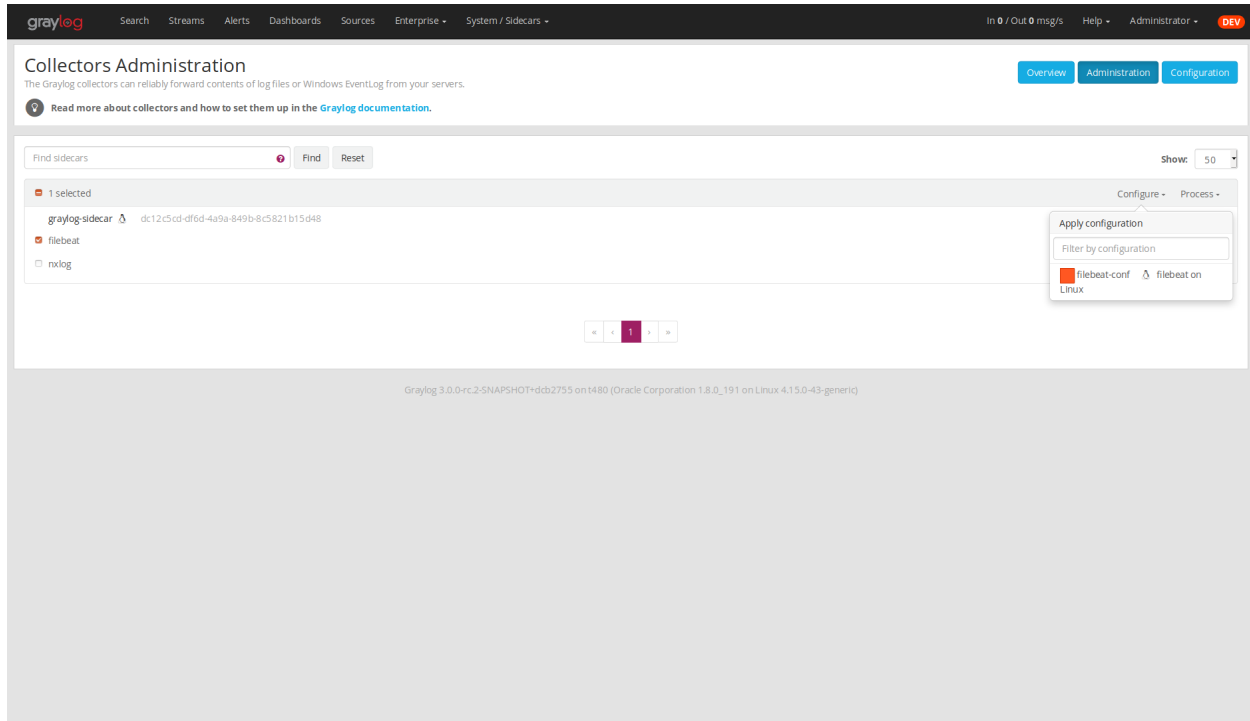 graylog Search Streams Alerts Dashboards Sources Enterprise System / Sidecars In 0 / Out 0 msg/s Help Administrator DEV
Collectors Administration
The Graylog collectors can reliably forward contents of log files or Windows EventLog from your servers.
Overview Administration Configuration
Read more about collectors and how to set them up in the Graylog documentation.
Find sidecars Find Reset Show: 50
1 selected Configure Process
graylog-sidecar dc12c5cd-df6d-4a9a-849b-8c5821b15d48
filebeat
nxlog
Apply configuration
Filter by configuration
filebeat-conf filebeat on
Linux
« ‹ 1 › »
Graylog 3.0.0-rc.2-SNAPSHOT+dcb2755 on t480 (Oracle Corporation 1.8.0_191 on Linux 4.15.0-43-generic)